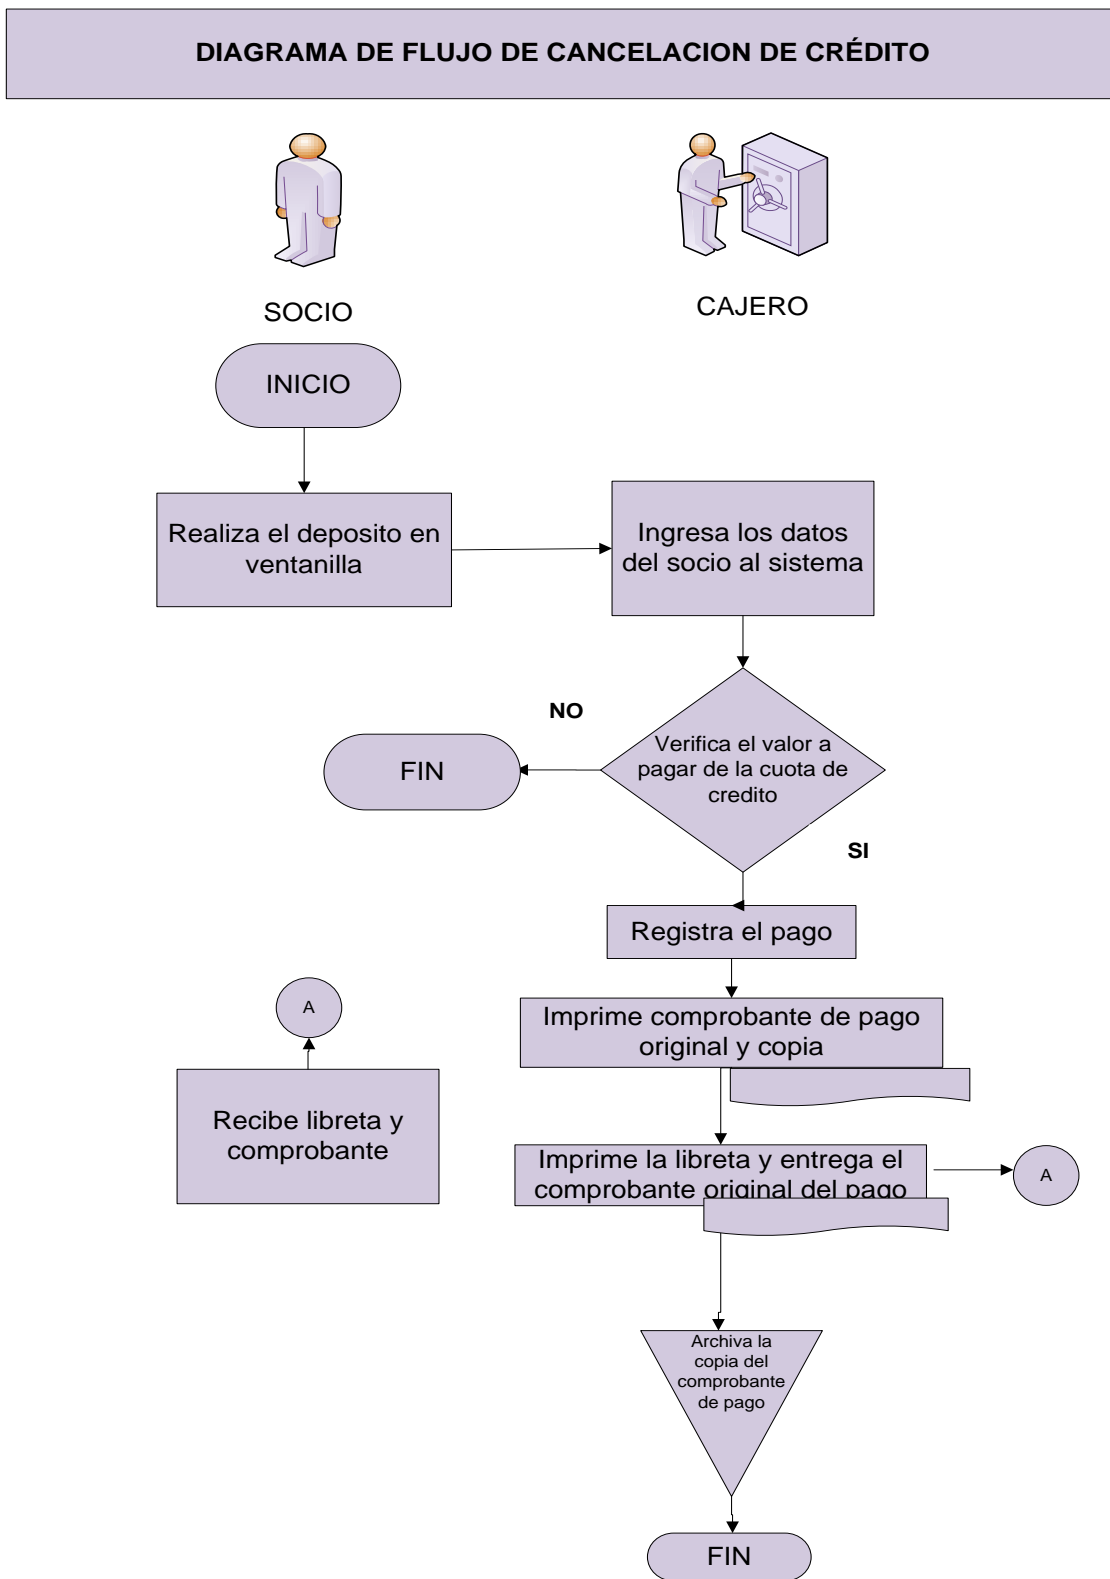 DIAGRAMA DE FLUJO DE CANCELACION DE CRÉDITO
SOCIO
CAJERO
INICIO
Realiza el deposito en
ventanilla
Ingresa los datos
del socio al sistema
NO
Verifica el valor a
pagar de la cuota de
credito
FIN
SI
Registra el pago
A
Imprime comprobante de pago
original y copia
Recibe libreta y
comprobante
Imprime la libreta y entrega el
comprobante original del pago
A
Archiva la
copia del
comprobante
de pago
FIN